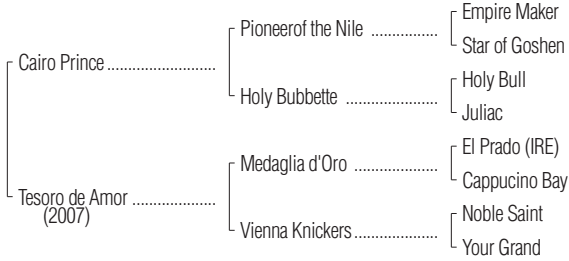 Empire Maker
Pioneerof the Nile ................
Star of Goshen
Cairo Prince ..........................
Holy Bull
Holy Bubbette ......................
Juliac
El Prado (IRE)
Medaglia d'Oro ....................
Cappucino Bay
Tesoro de Amor ....................
(2007)
Noble Saint
Vienna Knickers....................
Your Grand